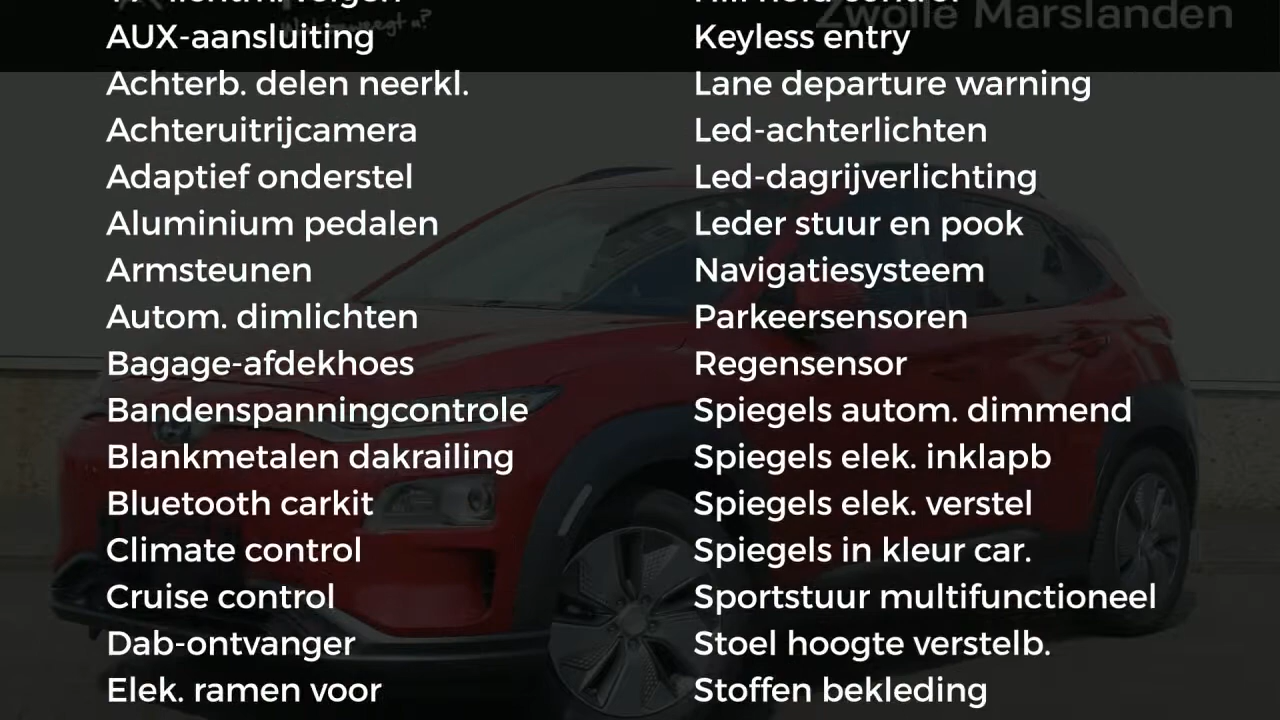 Zwolle Marslanden
AUX-aansluiting
Achterb. delen neerkl.
Achteruitrijcamera
Adaptief onderstel
Aluminium pedalen
Armsteunen
Autom. dimlichten
Bagage-afdekhoes
Bandenspanningcontrole
Blankmetalen dakrailing
Bluetooth carkit
Climate control
Cruise control
Dab-ontvanger
Elek. ramen voor
Keyless entry
Lane departure warning
Led-achterlichten
Led-dagrijverlichting
Leder stuur en pook
Navigatiesysteem
Parkeersensoren
Regensensor
Spiegels autom. dimmend
Spiegels elek. inklapb
Spiegels elek. verstel
Spiegels in kleur car.
Sportstuur multifunctioneel
Stoel hoogte verstelb.
Stoffen bekleding